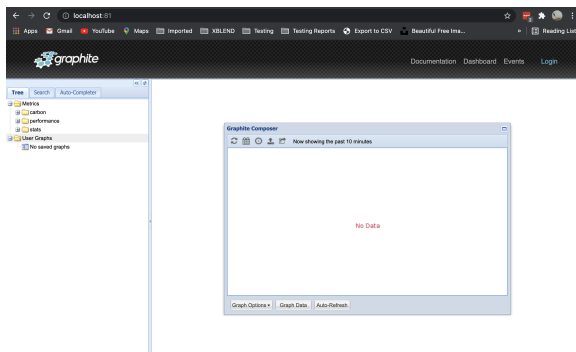 localhost:81
Apps Gmail YouTube Maps Imported XBLEND Testing Testing Reports Export to CSV Beautiful Free Ima... » Reading List
graphite
Documentation Dashboard Events Login
Tree Search Auto-Completer
Metrics
carbon
performance
stats
User Graphs
No saved graphs
Graphite Composer
Now showing the past 10 minutes
No Data
Graph Options Graph Data Auto-Refresh